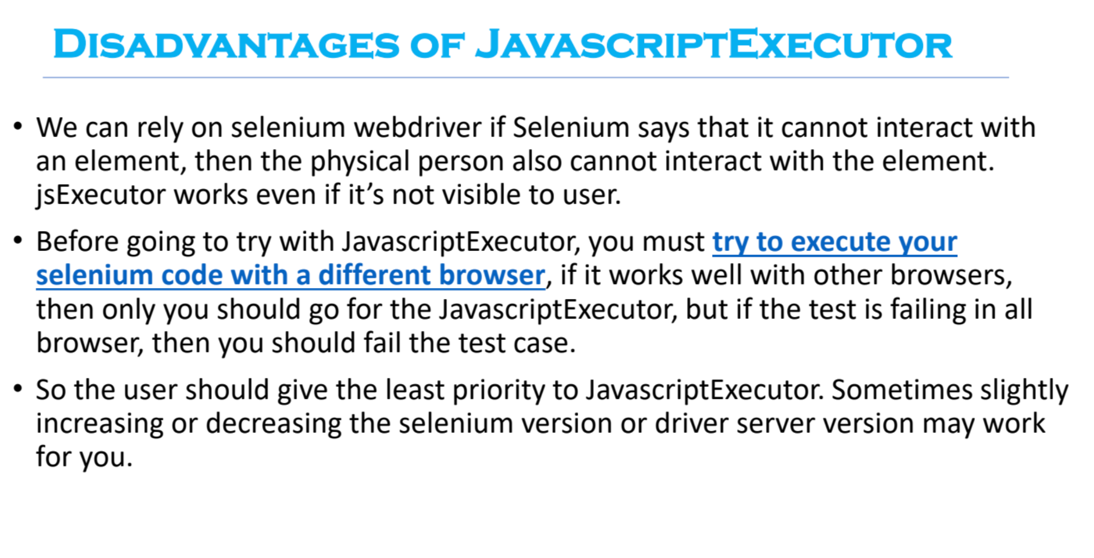 DISADVANTAGES OF JAVASCRIPTEXECUTOR
• We can rely on selenium webdriver if Selenium says that it cannot interact with
an element, then the physical person also cannot interact with the element.
jsExecutor works even if it’s not visible to user.
• Before going to try with JavascriptExecutor, you must try to execute your
selenium code with a different browser, if it works well with other browsers,
then only you should go for the JavascriptExecutor, but if the test is failing in all
browser, then you should fail the test case.
• So the user should give the least priority to JavascriptExecutor. Sometimes slightly
increasing or decreasing the selenium version or driver server version may work
for you.